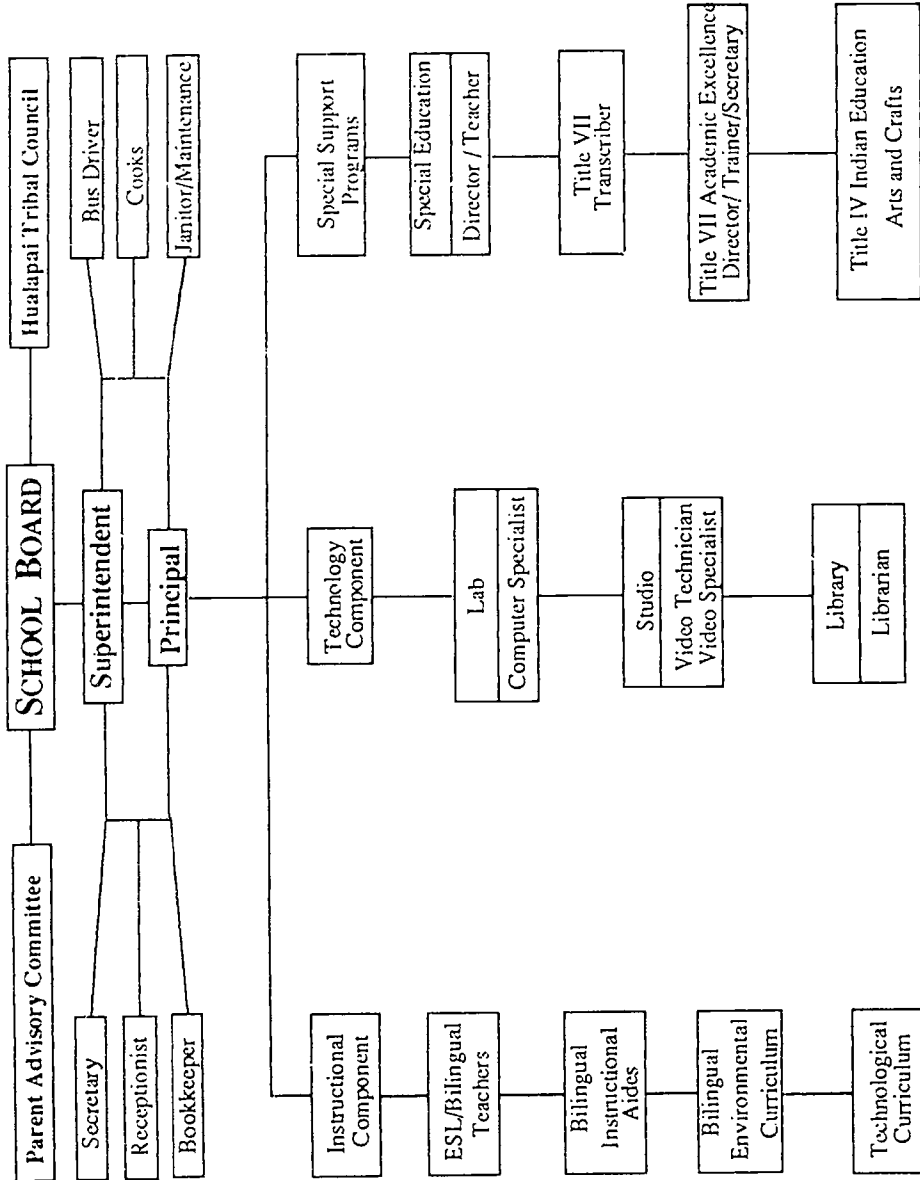 Parent Advisory Committee
SCHOOL BOARD
Hualapai Tribal Council
Secretary
Receptionist
Bookkeeper
Superintendent
Principal
Bus Driver
Cooks
Janitor/Maintenance
Instructional
Component
ESL/Bilingual
Teachers
Bilingual
Instructional
Aides
Bilingual
Environmental
Curriculum
Technological
Curriculum
Technology
Component
Lab
Computer Specialist
Studio
Video Technician
Video Specialist
Library
Librarian
Special Support
Programs
Special Education
Director / Teacher
Title VII
Transcriber
Title VII Academic Excellence
Director/ Trainer/Secretary
Title IV Indian Education
Arts and Crafts